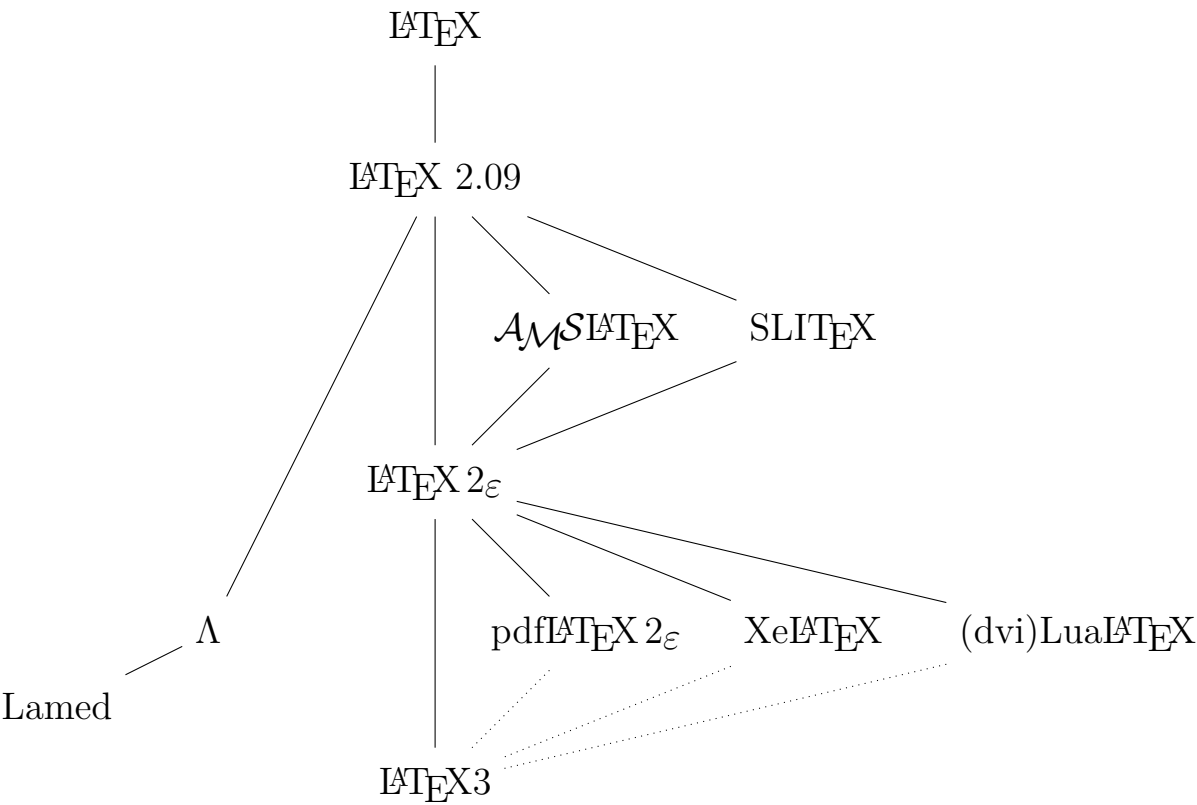 LATEX
LATEX 2.09
AMSLATEX SLITEX
LATEX 2ε
Λ pdfLATEX 2ε XeLATEX (dvi)LuaLATEX
Lamed
LATEX3